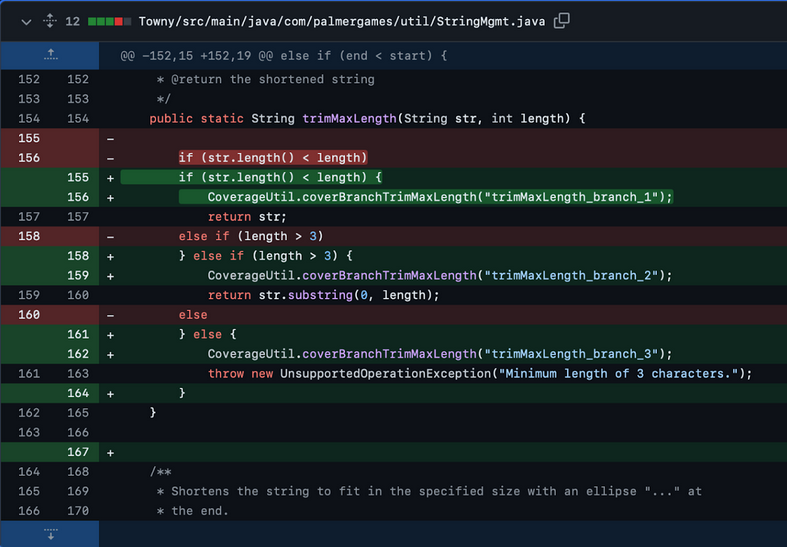 12 Towny/src/main/java/com/palmergames/util/StringMgmt.java
@@ -152,15 +152,19 @@ else if (end < start) {
152 152 * @return the shortened string
153 153 */
154 154 public static String trimMaxLength(String str, int length) {
155 -
156 - if (str.length() < length)
155 + if (str.length() < length) {
156 + CoverageUtil.coverBranchTrimMaxLength("trimMaxLength_branch_1");
157 157 return str;
158 - else if (length > 3)
158 + } else if (length > 3) {
159 + CoverageUtil.coverBranchTrimMaxLength("trimMaxLength_branch_2");
159 160 return str.substring(0, length);
160 - else
161 + } else {
162 + CoverageUtil.coverBranchTrimMaxLength("trimMaxLength_branch_3");
161 163 throw new UnsupportedOperationException("Minimum length of 3 characters.");
164 + }
162 165 }
163 166
167 +
164 168 /**
165 169 * Shortens the string to fit in the specified size with an ellipse "..." at
166 170 * the end.